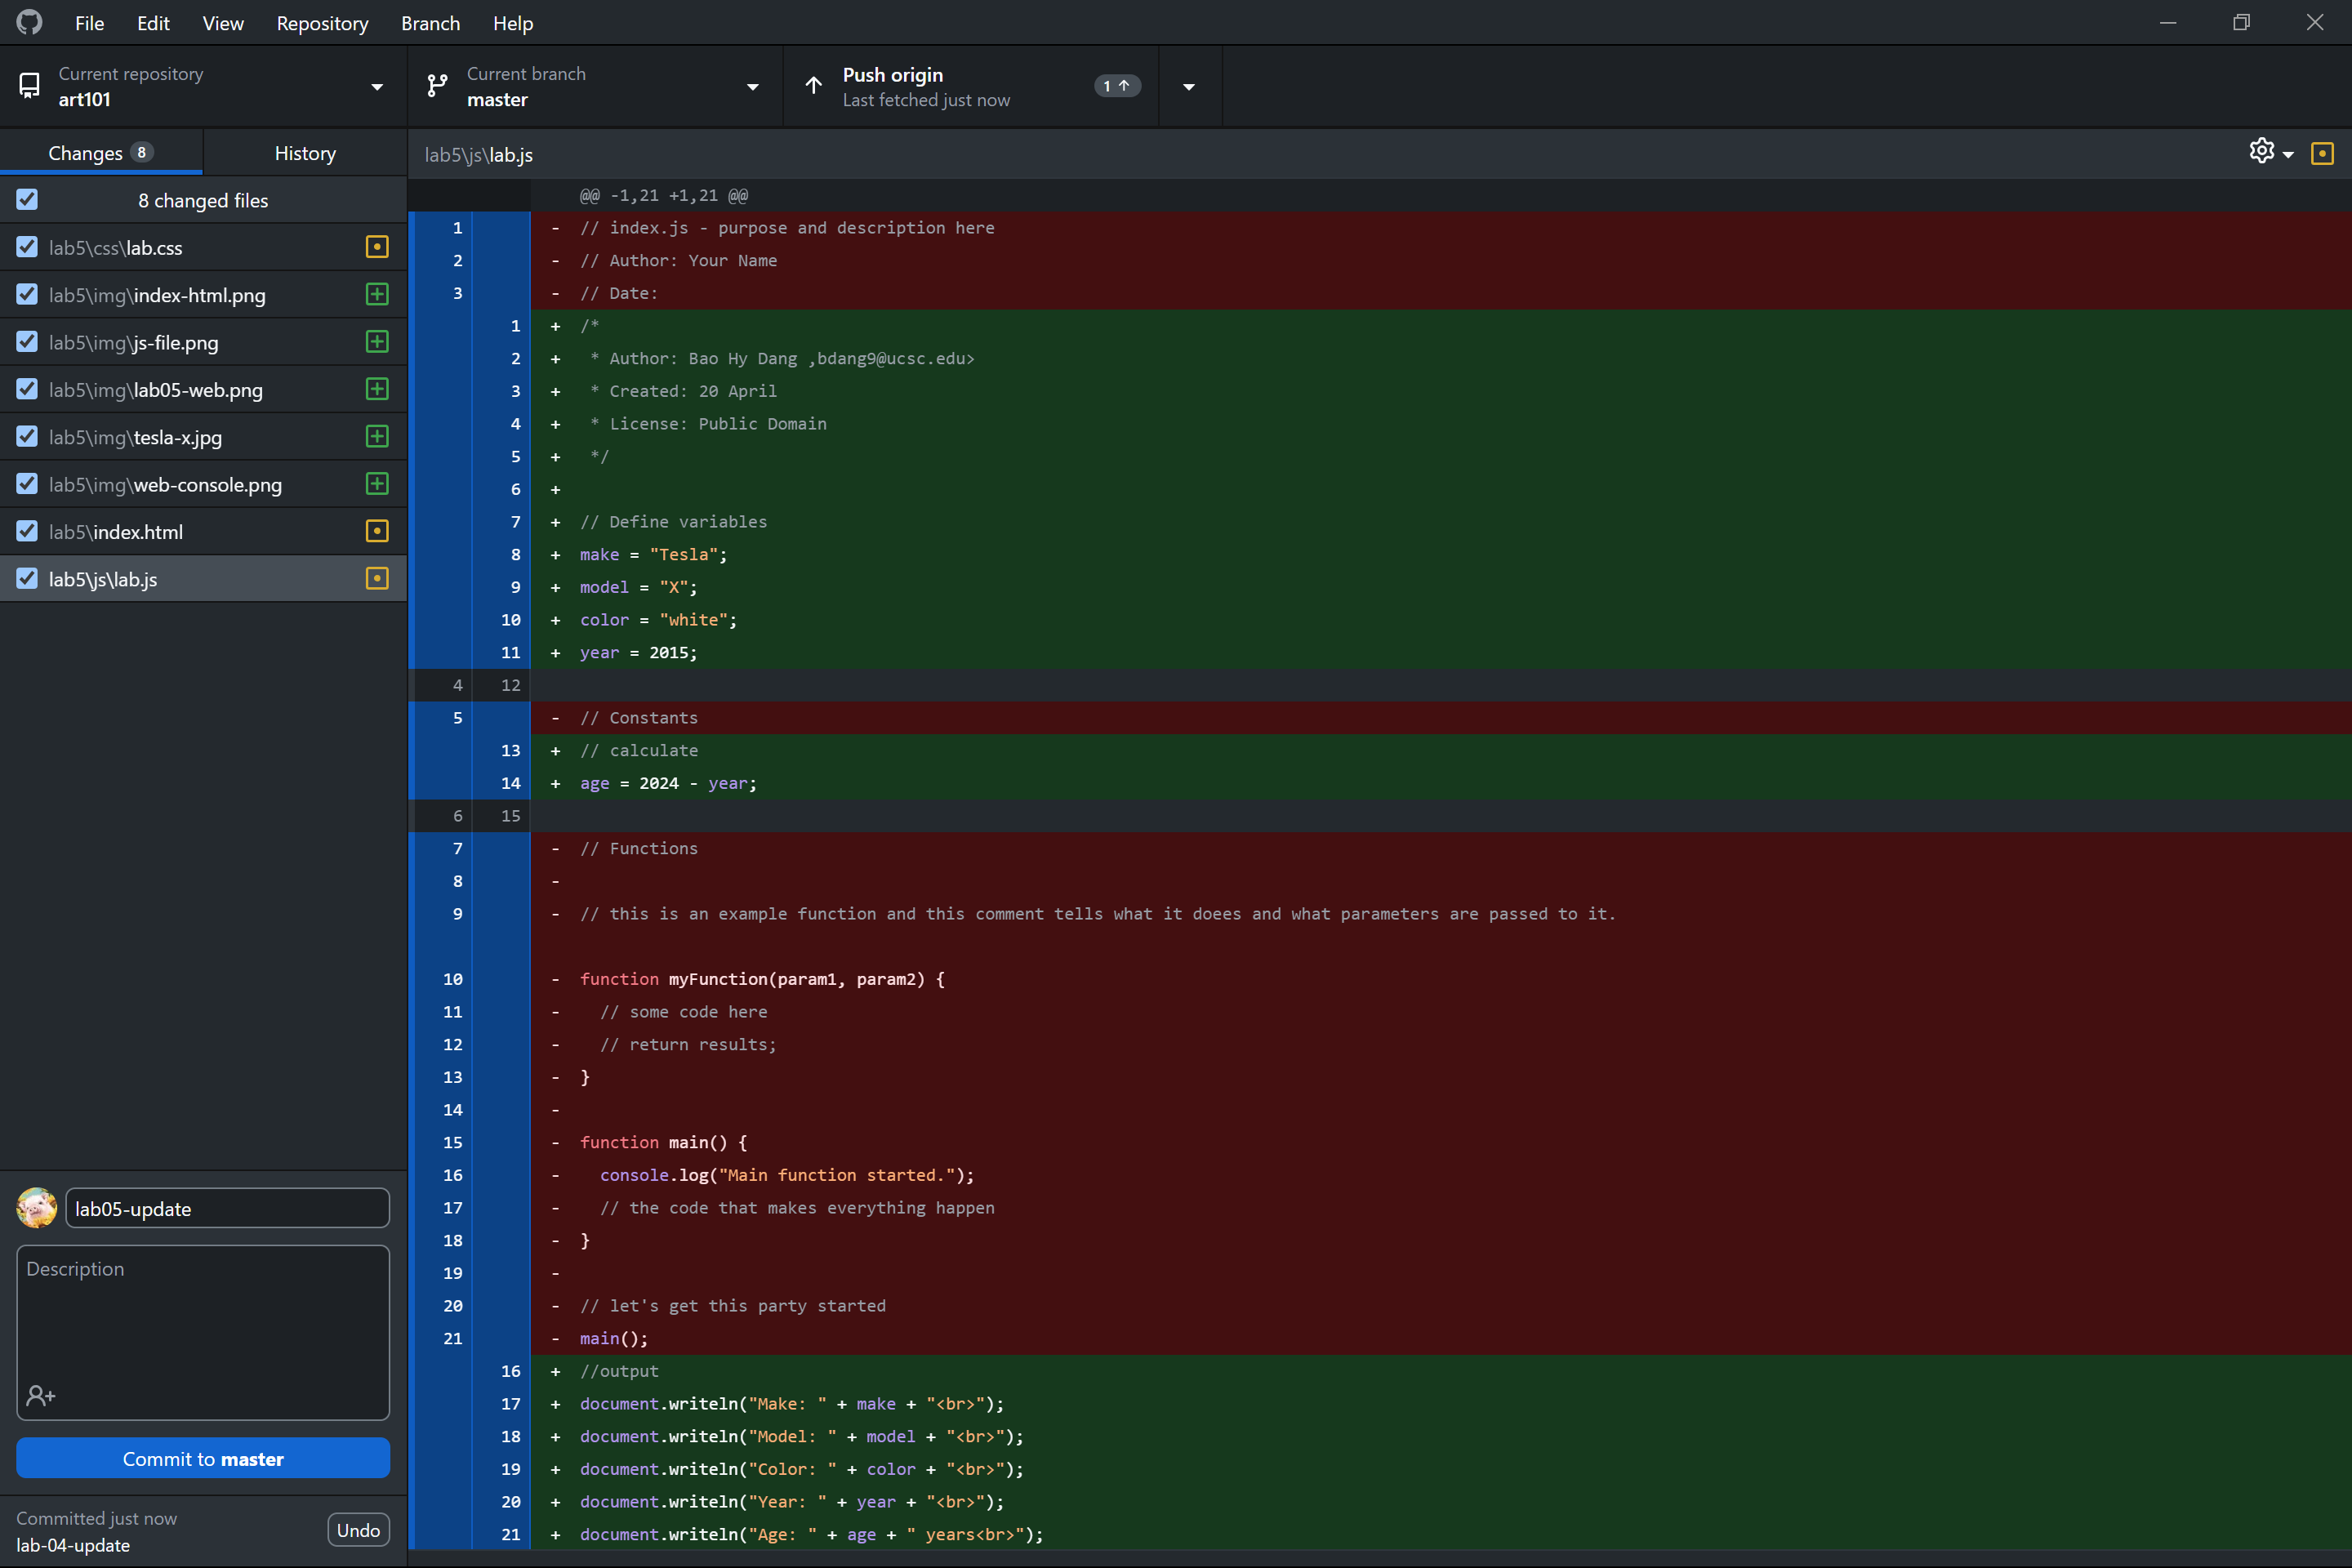 File Edit View Repository Branch Help
Current repository
art101
Current branch
master
Push origin
Last fetched just now
1
Changes 8
History
8 changed files
lab5\css\lab.css
lab5\img\index-html.png
lab5\img\js-file.png
lab5\img\lab05-web.png
lab5\img\tesla-x.jpg
lab5\img\web-console.png
lab5\index.html
lab5\js\lab.js
lab05-update
Description
Commit to master
Committed just now
lab-04-update
Undo
lab5\js\lab.js
@@ -1,21 +1,21 @@
1 - // index.js - purpose and description here
2 - // Author: Your Name
3 - // Date:
1 + /*
2 + * Author: Bao Hy Dang ,bdang9@ucsc.edu>
3 + * Created: 20 April
4 + * License: Public Domain
5 + */
6 +
7 + // Define variables
8 + make = "Tesla";
9 + model = "X";
10 + color = "white";
11 + year = 2015;
4 12
5 - // Constants
13 + // calculate
14 + age = 2024 - year;
6 15
7 - // Functions
8 -
9 - // this is an example function and this comment tells what it doees and what parameters are passed to it.
10 - function myFunction(param1, param2) {
11 - // some code here
12 - // return results;
13 - }
14 -
15 - function main() {
16 - console.log("Main function started.");
17 - // the code that makes everything happen
18 - }
19 -
20 - // let's get this party started
21 - main();
16 + //output
17 + document.writeln("Make: " + make + "<br>");
18 + document.writeln("Model: " + model + "<br>");
19 + document.writeln("Color: " + color + "<br>");
20 + document.writeln("Year: " + year + "<br>");
21 + document.writeln("Age: " + age + " years<br>");